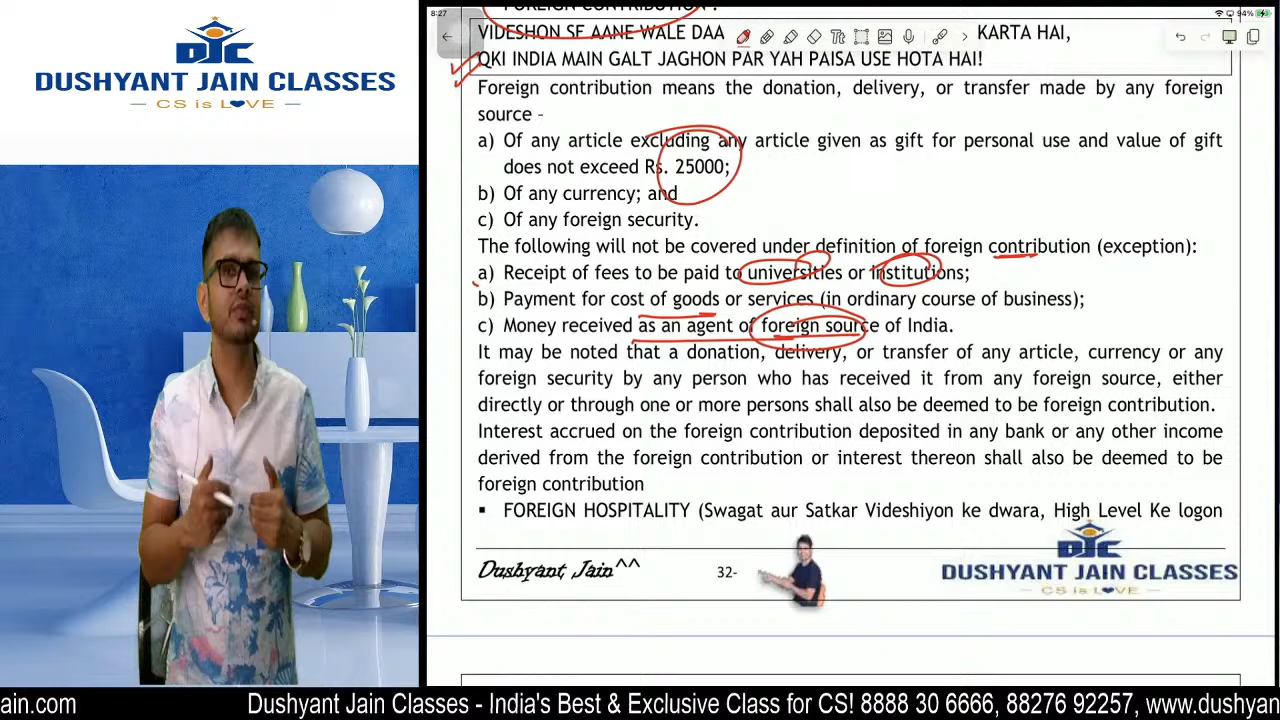 8:27
94%
FOREIGN CONTRIBUTION :
DJC
DUSHYANT JAIN CLASSES
CS is LOVE
VIDESHON SE AANE WALE DAA KARTA HAI,
QKI INDIA MAIN GALT JAGHON PAR YAH PAISA USE HOTA HAI!
Foreign contribution means the donation, delivery, or transfer made by any foreign
source –
a) Of any article excluding any article given as gift for personal use and value of gift
does not exceed Rs. 25000;
b) Of any currency; and
c) Of any foreign security.
The following will not be covered under definition of foreign contribution (exception):
a) Receipt of fees to be paid to universities or institutions;
b) Payment for cost of goods or services (in ordinary course of business);
c) Money received as an agent of foreign source of India.
It may be noted that a donation, delivery, or transfer of any article, currency or any
foreign security by any person who has received it from any foreign source, either
directly or through one or more persons shall also be deemed to be foreign contribution.
Interest accrued on the foreign contribution deposited in any bank or any other income
derived from the foreign contribution or interest thereon shall also be deemed to be
foreign contribution
▪ FOREIGN HOSPITALITY (Swagat aur Satkar Videshiyon ke dwara, High Level Ke logon
Dushyant Jain^^
32-
DJC
DUSHYANT JAIN CLASSES
CS is LOVE
ain.com Dushyant Jain Classes - India's Best & Exclusive Class for CS! 8888 30 6666, 88276 92257, www.dushyan